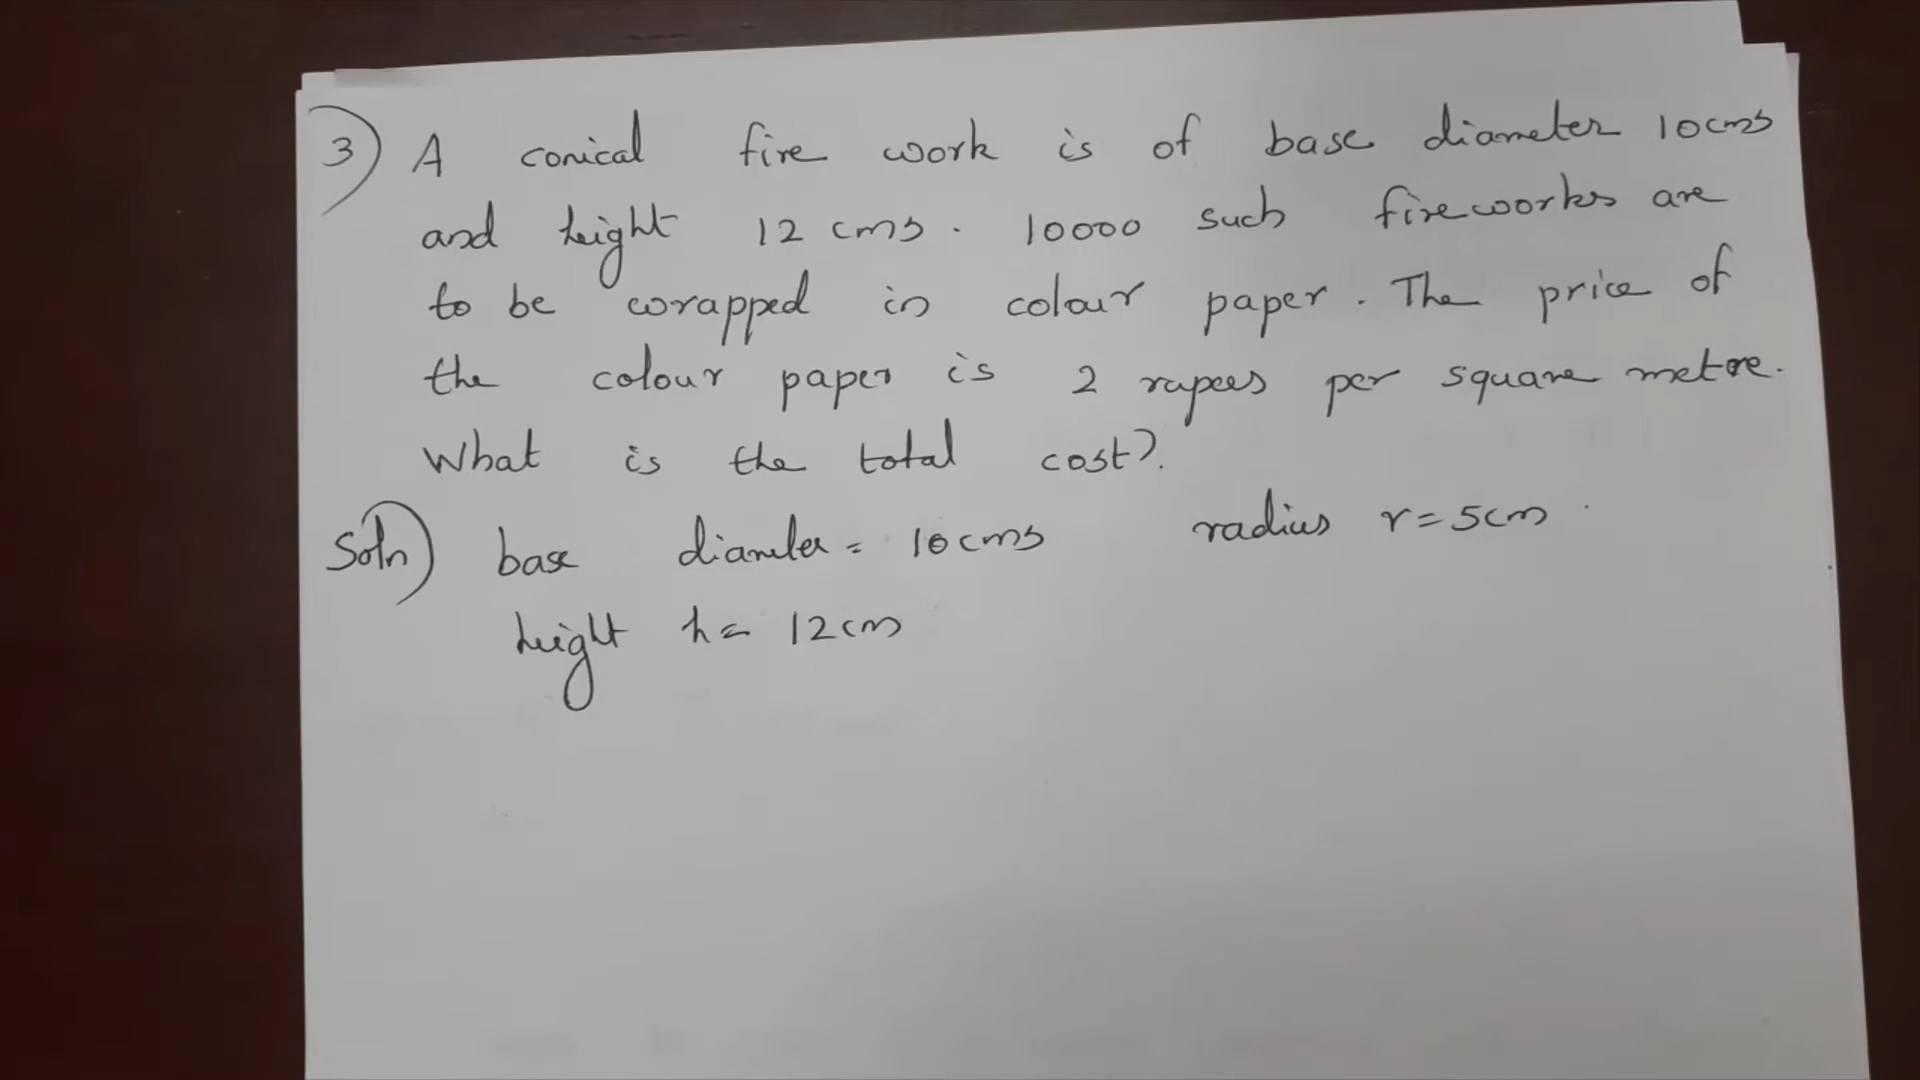 3) A conical fire work is of base diameter 10cms
and height 12 cms. 10000 such fireworks are
to be wrapped in colour paper. The price of
the colour paper is 2 rupees per square metre.
What is the total cost?
Soln) base diameter = 10cms radius r=5cm
height h= 12cm